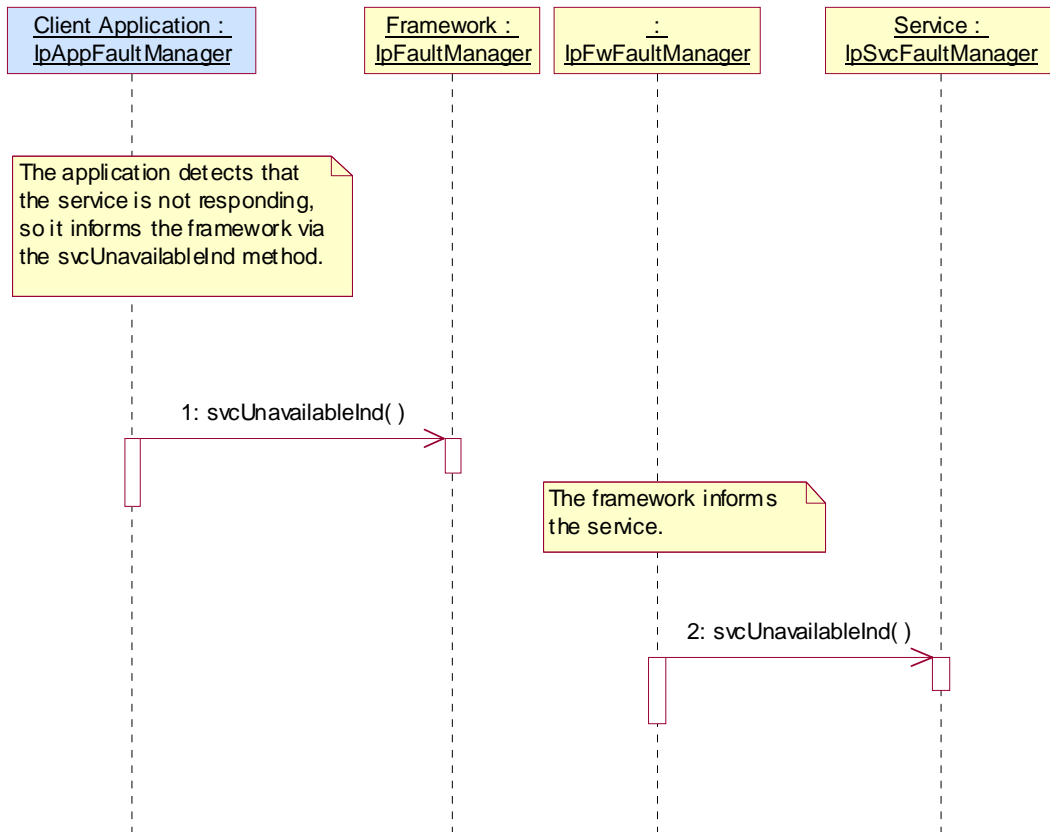 Client Application :
IpAppFaultManager
Framework :
IpFaultManager
:
IpFwFaultManager
Service :
IpSvcFaultManager
The application detects that
the service is not responding,
so it informs the framework via
the svcUnavailableInd method.
1: svcUnavailableInd( )
The framework informs
the service.
2: svcUnavailableInd( )